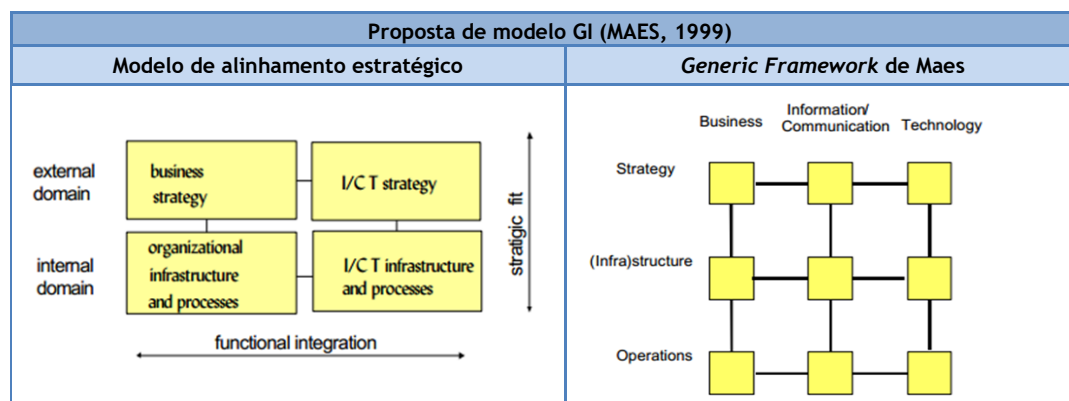 Proposta de modelo GI (MAES, 1999)
Modelo de alinhamento estratégico
Generic Framework de Maes
external
domain
business
strategy
I/C T strategy
internal
domain
organizational
infrastructure
and processes
I/C T infrastructure
and processes
stratigic fit
functional integration
Business
Information/
Communication
Technology
Strategy
(Infra)structure
Operations